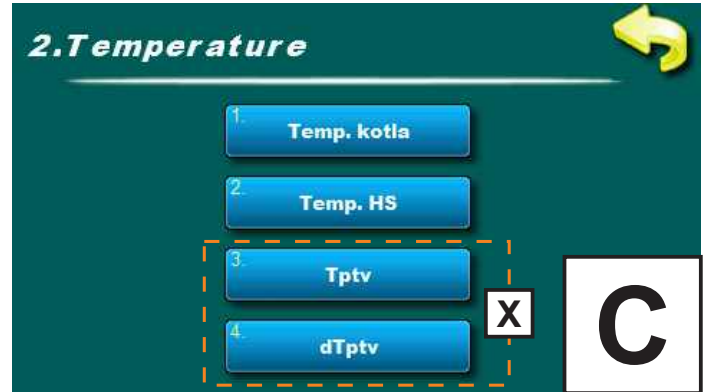 2.Temperature
1.
Temp. kotla
2.
Temp. HS
3.
Tptv
X
4.
dTptv
C